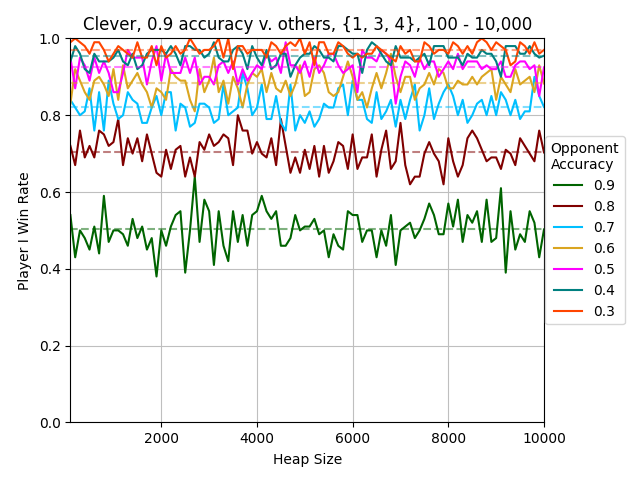 Clever, 0.9 accuracy v. others, {1, 3, 4}, 100 - 10,000
1.0
0.8
0.6
0.4
0.2
0.0
Player I Win Rate
2000 4000 6000 8000 10000
Heap Size
Opponent
Accuracy
0.9
0.8
0.7
0.6
0.5
0.4
0.3